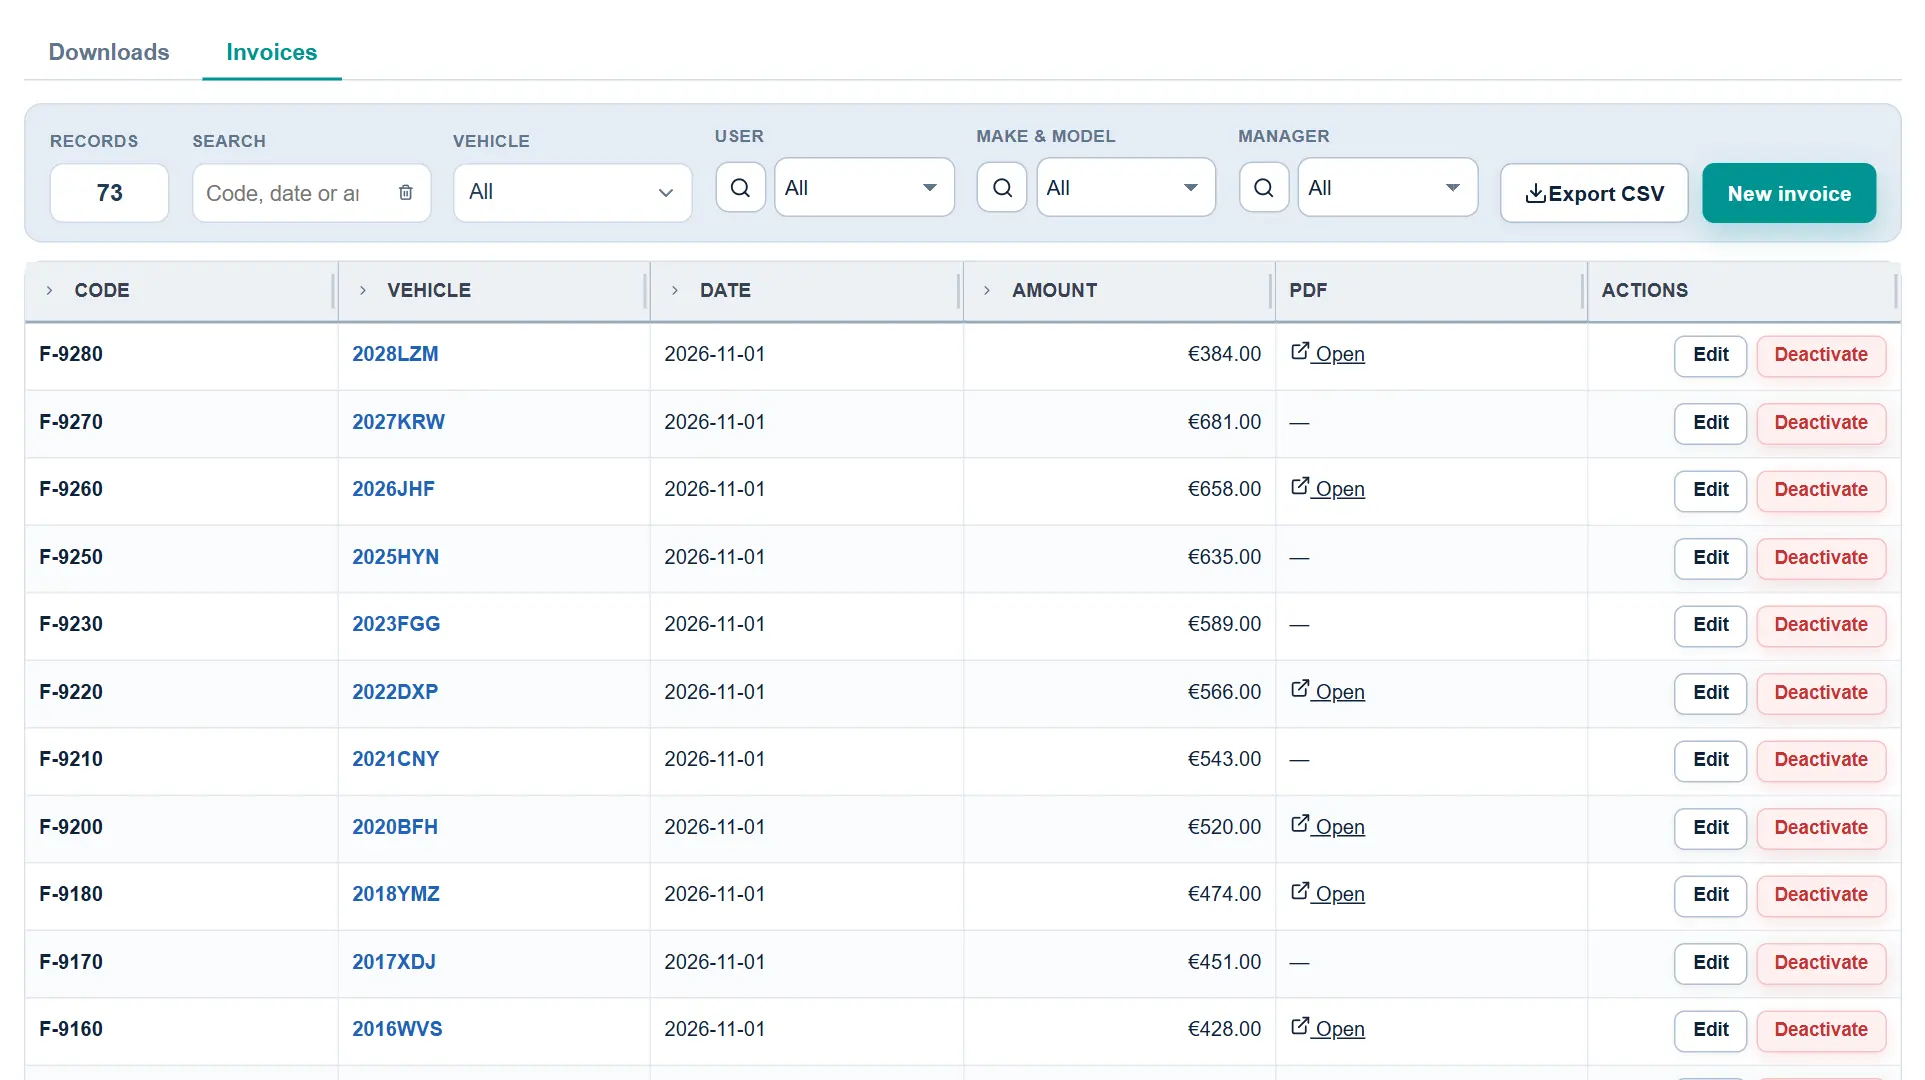 Downloads Invoices
RECORDS SEARCH VEHICLE USER MAKE & MODEL MANAGER
73 Code, date or ar All All All All Export CSV New invoice
CODE VEHICLE DATE AMOUNT PDF ACTIONS
F-9280 2028LZM 2026-11-01 €384.00 Open Edit Deactivate
F-9270 2027KRW 2026-11-01 €681.00 — Edit Deactivate
F-9260 2026JHF 2026-11-01 €658.00 Open Edit Deactivate
F-9250 2025HYN 2026-11-01 €635.00 — Edit Deactivate
F-9230 2023FGG 2026-11-01 €589.00 — Edit Deactivate
F-9220 2022DXP 2026-11-01 €566.00 Open Edit Deactivate
F-9210 2021CNY 2026-11-01 €543.00 — Edit Deactivate
F-9200 2020BFH 2026-11-01 €520.00 Open Edit Deactivate
F-9180 2018YMZ 2026-11-01 €474.00 Open Edit Deactivate
F-9170 2017XDJ 2026-11-01 €451.00 — Edit Deactivate
F-9160 2016WVS 2026-11-01 €428.00 Open Edit Deactivate